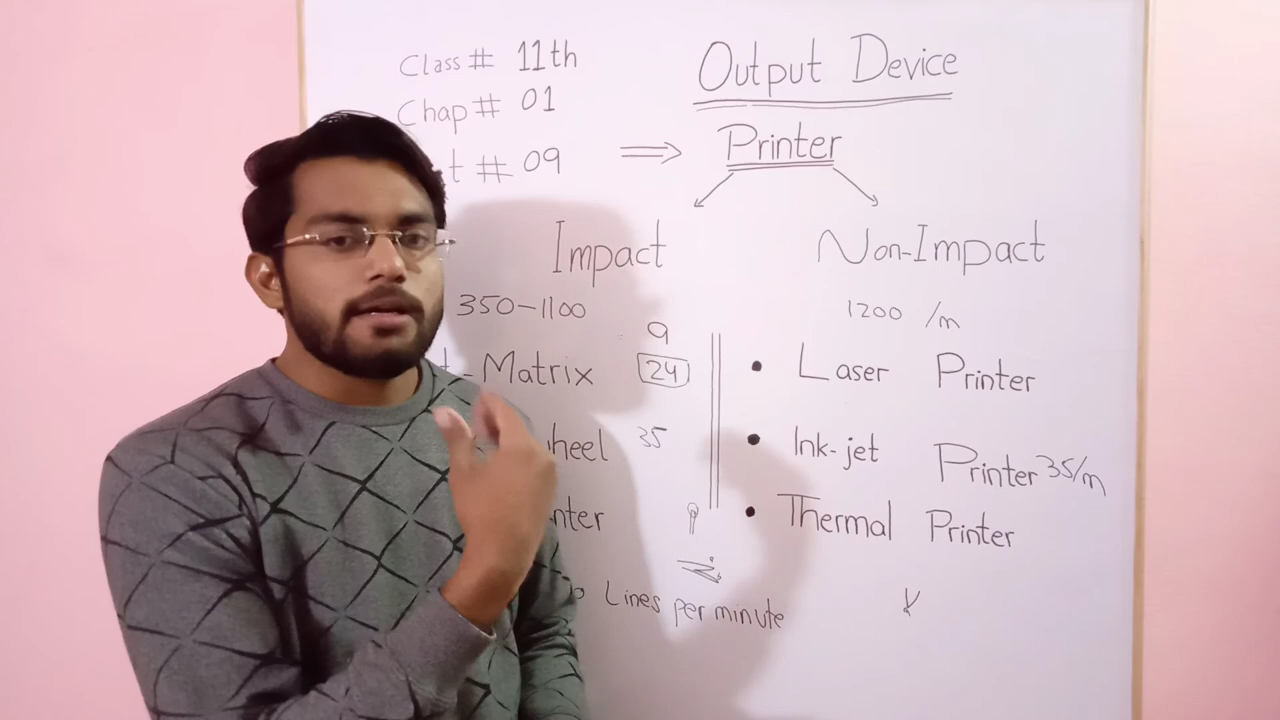 Class # 11th
Chap # 01
t # 09 ⇒
Output Device
Printer
Impact
350-1100
9
t-Matrix 24
heel 35
nter
o Lines per minute
Non-Impact
1200 /m
• Laser Printer
• Ink-jet Printer 35/m
• Thermal Printer